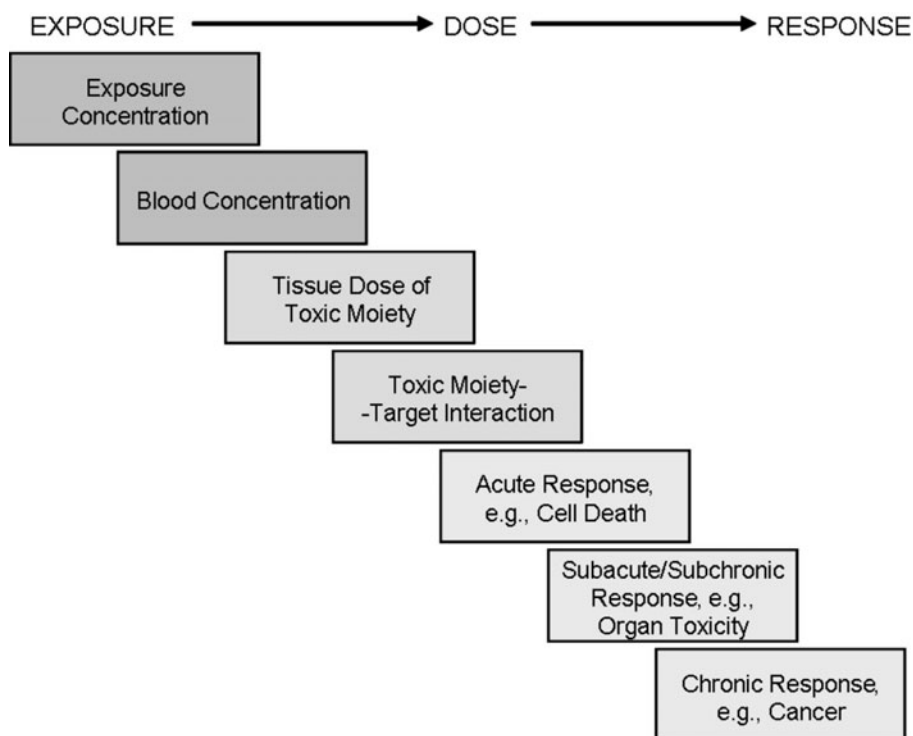 EXPOSURE DOSE RESPONSE
Exposure
Concentration
Blood Concentration
Tissue Dose of
Toxic Moiety
Toxic Moiety-
-Target Interaction
Acute Response,
e.g., Cell Death
Subacute/Subchronic
Response, e.g.,
Organ Toxicity
Chronic Response,
e.g., Cancer